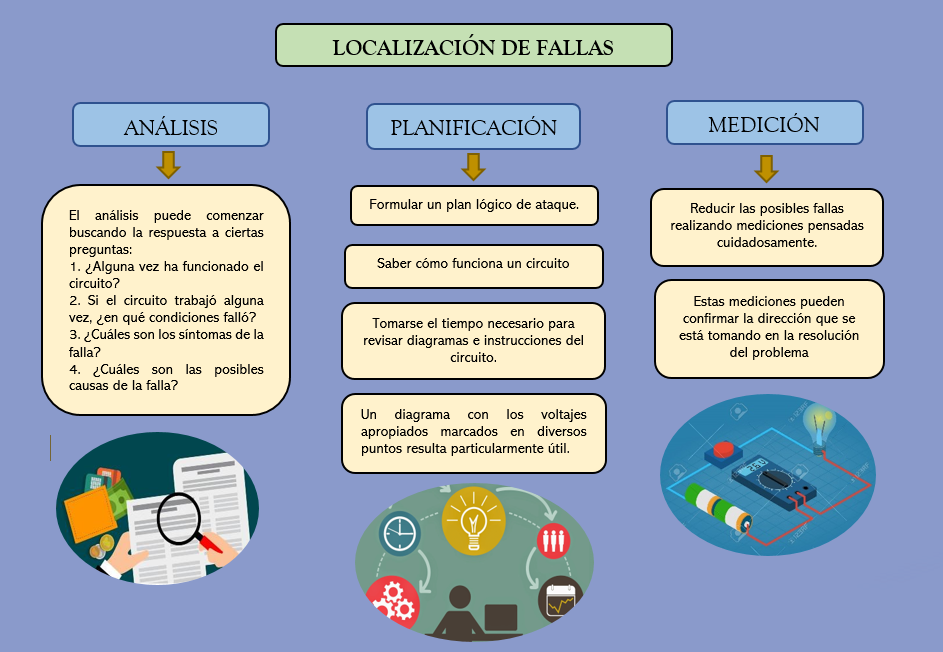 LOCALIZACIÓN DE FALLAS
ANÁLISIS
El análisis puede comenzar
buscando la respuesta a ciertas
preguntas:
1. ¿Alguna vez ha funcionado el
circuito?
2. Si el circuito trabajó alguna
vez, ¿en qué condiciones falló?
3. ¿Cuáles son los síntomas de la
falla?
4. ¿Cuáles son las posibles
causas de la falla?
PLANIFICACIÓN
Formular un plan lógico de ataque.
Saber cómo funciona un circuito
Tomarse el tiempo necesario para
revisar diagramas e instrucciones del
circuito.
Un diagrama con los voltajes
apropiados marcados en diversos
puntos resulta particularmente útil.
MEDICIÓN
Reducir las posibles fallas
realizando mediciones pensadas
cuidadosamente.
Estas mediciones pueden
confirmar la dirección que se
está tomando en la resolución
del problema